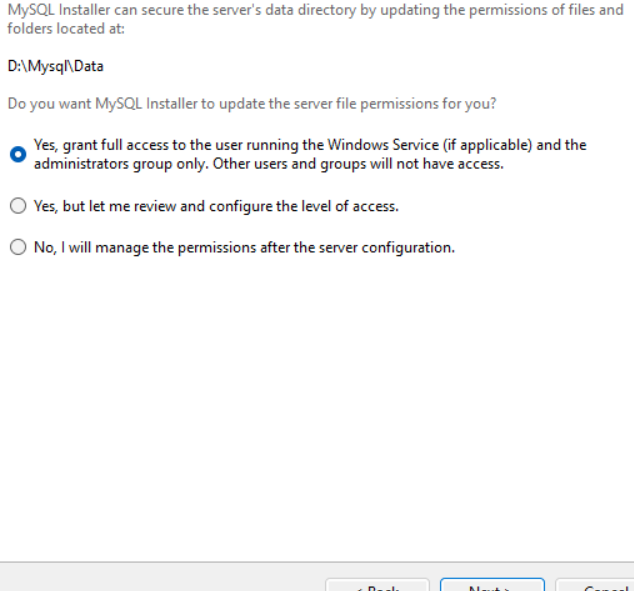 MySQL Installer can secure the server's data directory by updating the permissions of files and
folders located at:
D:\Mysql\Data
Do you want MySQL Installer to update the server file permissions for you?
Yes, grant full access to the user running the Windows Service (if applicable) and the
administrators group only. Other users and groups will not have access.
Yes, but let me review and configure the level of access.
No, I will manage the permissions after the server configuration.
< Back Next > Cancel